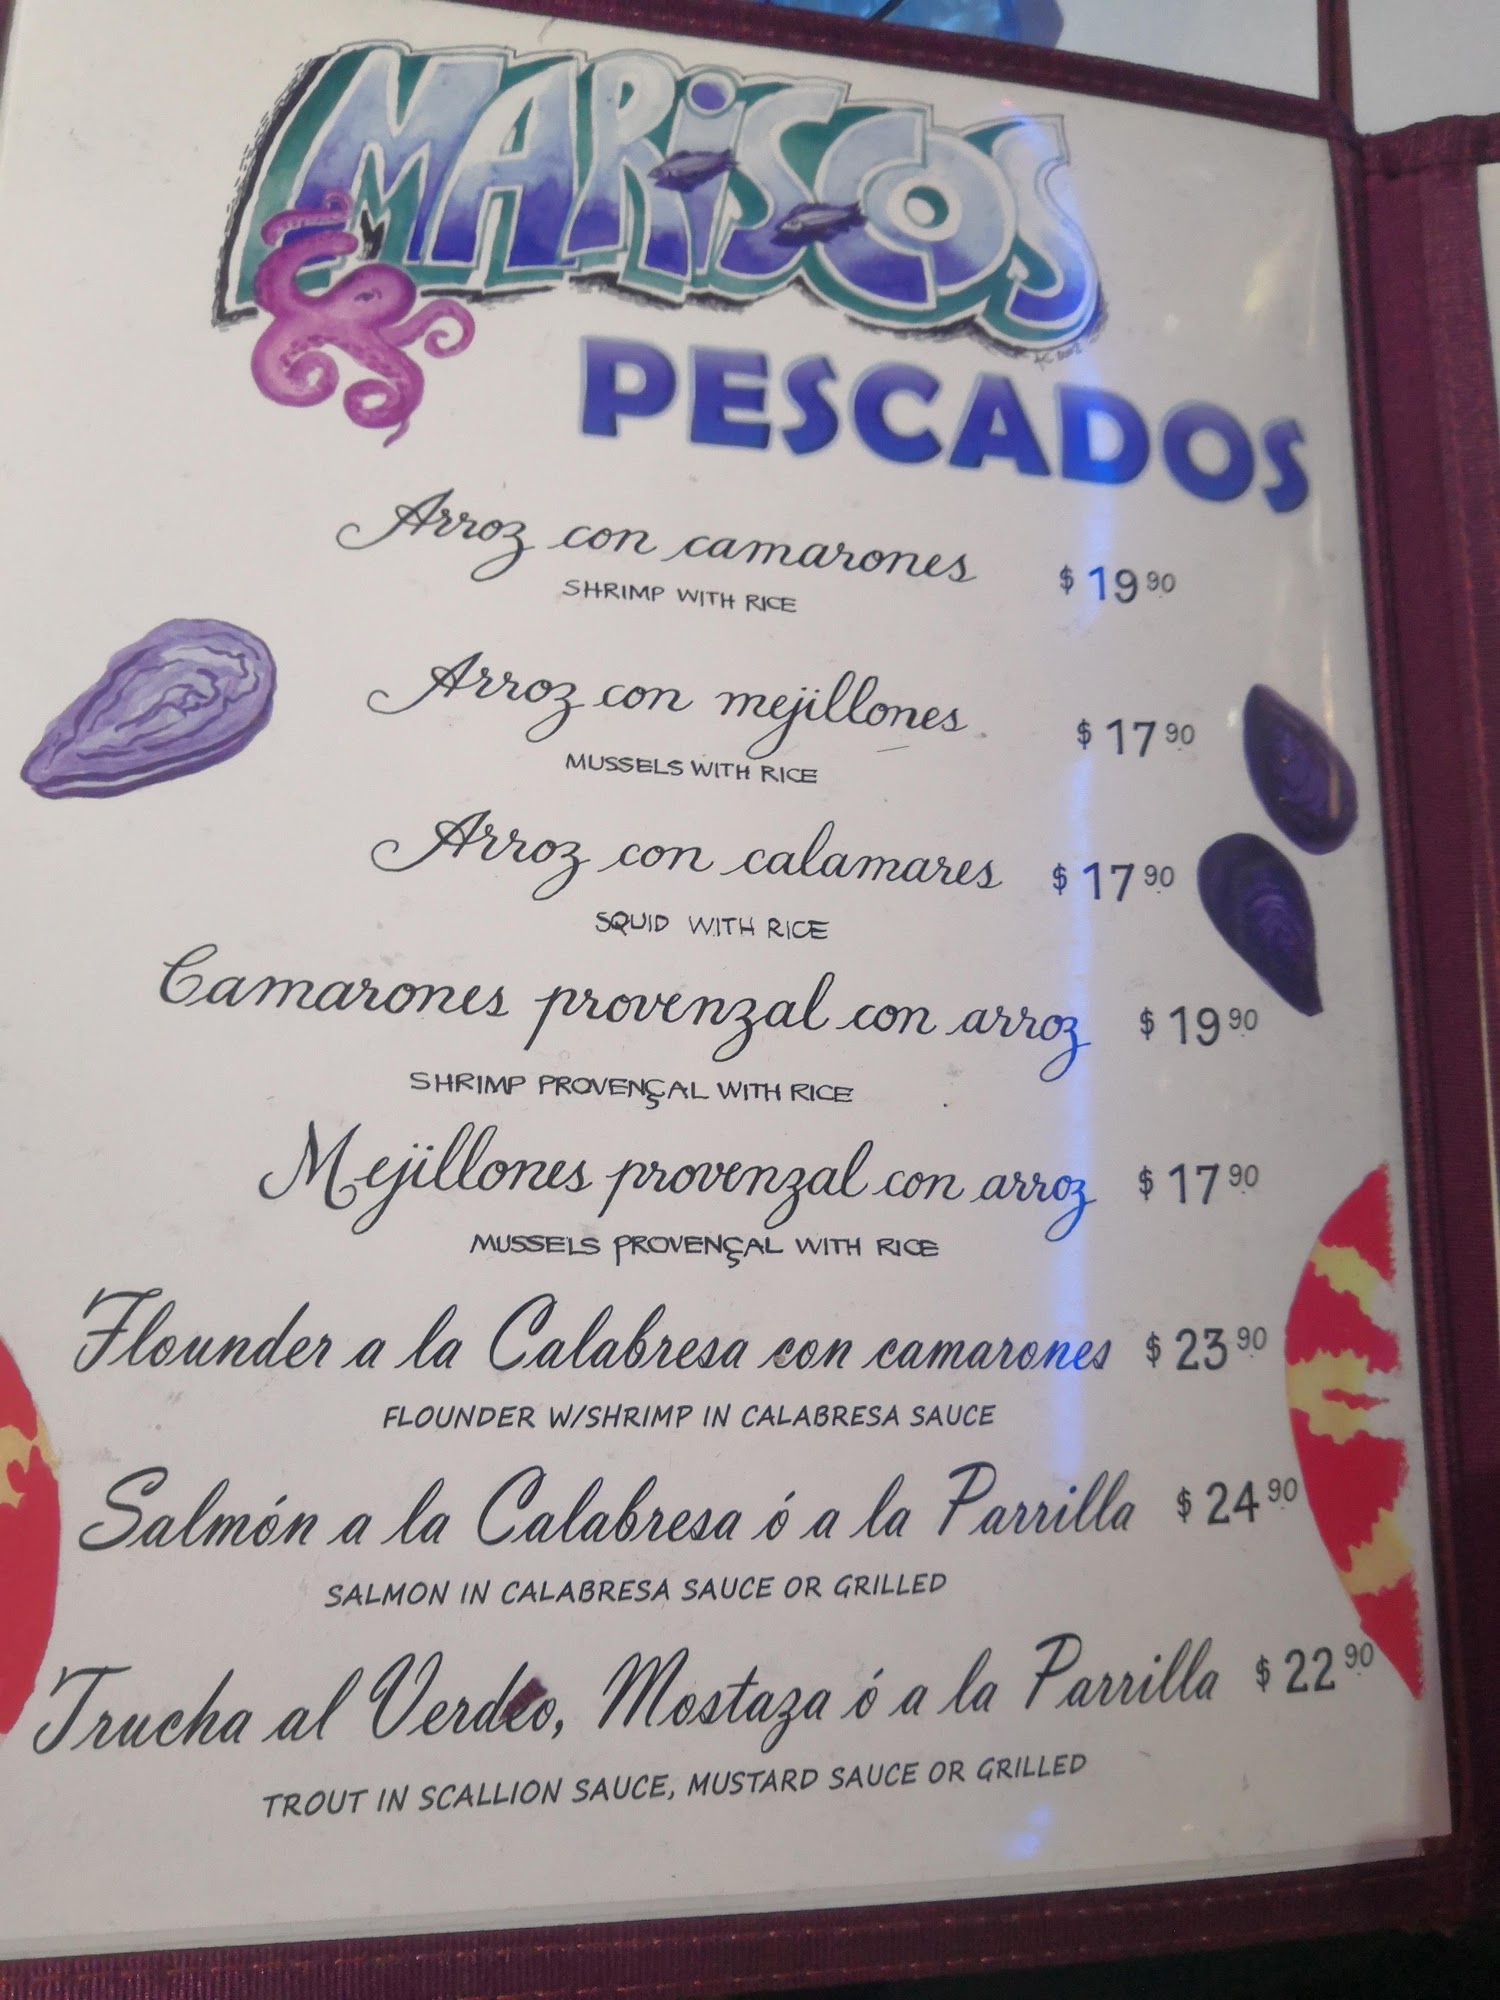 MARiSCOS
PESCADOS
Arroz con camarones $ 19 90
SHRIMP WITH RICE
Arroz con mejillones $ 17 90
MUSSELS WITH RICE
Arroz con calamares $ 17 90
SQUID WITH RICE
Camarones provenzal con arroz $ 19 90
SHRIMP PROVENÇAL WITH RICE
Mejillones provenzal con arroz $ 17 90
MUSSELS PROVENÇAL WITH RICE
Flounder a la Calabresa con camarones $ 23 90
FLOUNDER W/SHRIMP IN CALABRESA SAUCE
Salmón a la Calabresa ó a la Parrilla $ 24 90
SALMON IN CALABRESA SAUCE OR GRILLED
Trucha al Verdeo, Mostaza ó a la Parrilla $ 22 90
TROUT IN SCALLION SAUCE, MUSTARD SAUCE OR GRILLED